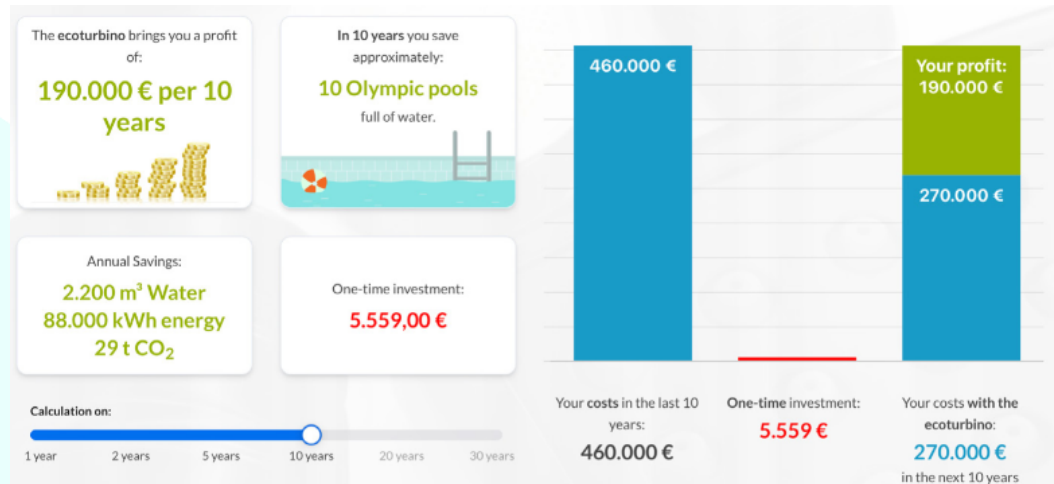 The ecoturbino brings you a profit
of:
190.000 € per 10
years
In 10 years you save
approximately:
10 Olympic pools
full of water.
Annual Savings:
2.200 m³ Water
88.000 kWh energy
29 t CO₂
One-time investment:
5.559,00 €
Calculation on:
1 year 2 years 5 years 10 years 20 years 30 years
460.000 €
Your profit:
190.000 €
270.000 €
Your costs in the last 10
years:
460.000 €
One-time investment:
5.559 €
Your costs with the
ecoturbino:
270.000 €
in the next 10 years